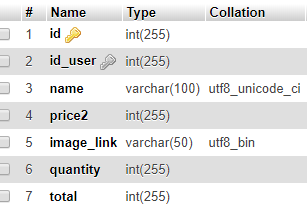 # Name Type Collation
1 id int(255)
2 id_user int(255)
3 name varchar(100) utf8_unicode_ci
4 price2 int(255)
5 image_link varchar(50) utf8_bin
6 quantity int(255)
7 total int(255)